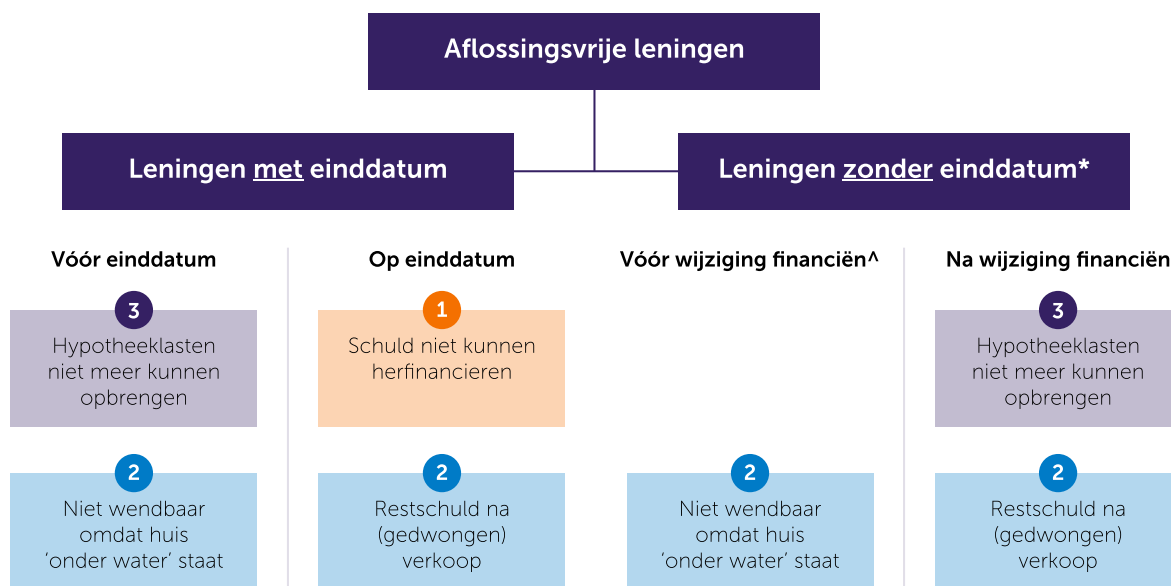 Aflossingsvrije leningen
Leningen met einddatum
Leningen zonder einddatum*
Vóór einddatum
Op einddatum
Vóór wijziging financiën^
Na wijziging financiën
3
Hypotheeklasten
niet meer kunnen
opbrengen
1
Schuld niet kunnen
herfinancieren
3
Hypotheeklasten
niet meer kunnen
opbrengen
2
Niet wendbaar
omdat huis
‘onder water’ staat
2
Restschuld na
(gedwongen)
verkoop
2
Niet wendbaar
omdat huis
‘onder water’ staat
2
Restschuld na
(gedwongen)
verkoop